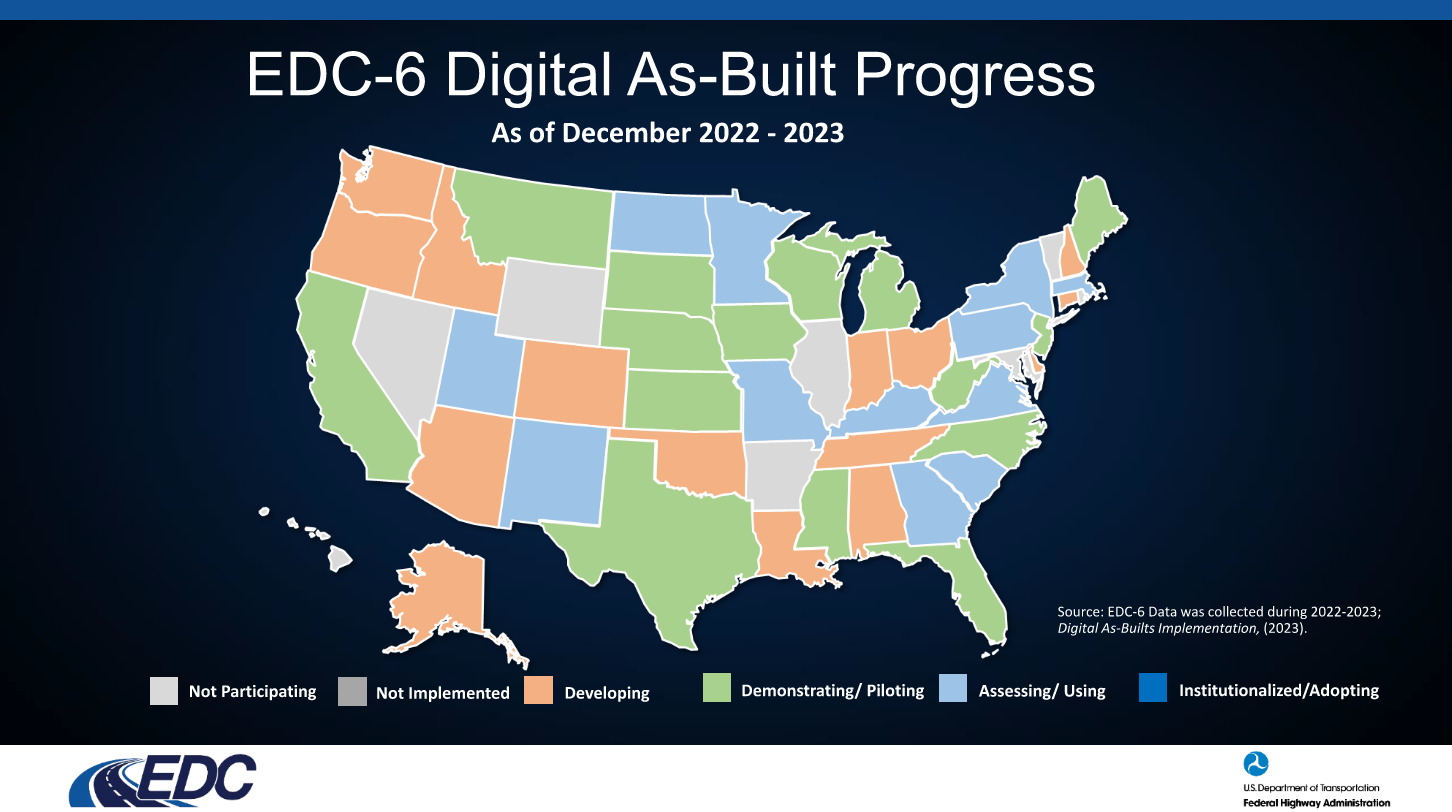 EDC-6 Digital As-Built Progress
As of December 2022 - 2023
Source: EDC-6 Data was collected during 2022-2023;
Digital As-Builts Implementation, (2023).
Not Participating
Not Implemented
Developing
Demonstrating/ Piloting
Assessing/ Using
Institutionalized/Adopting
EDC
U.S. Department of Transportation
Federal Highway Administration